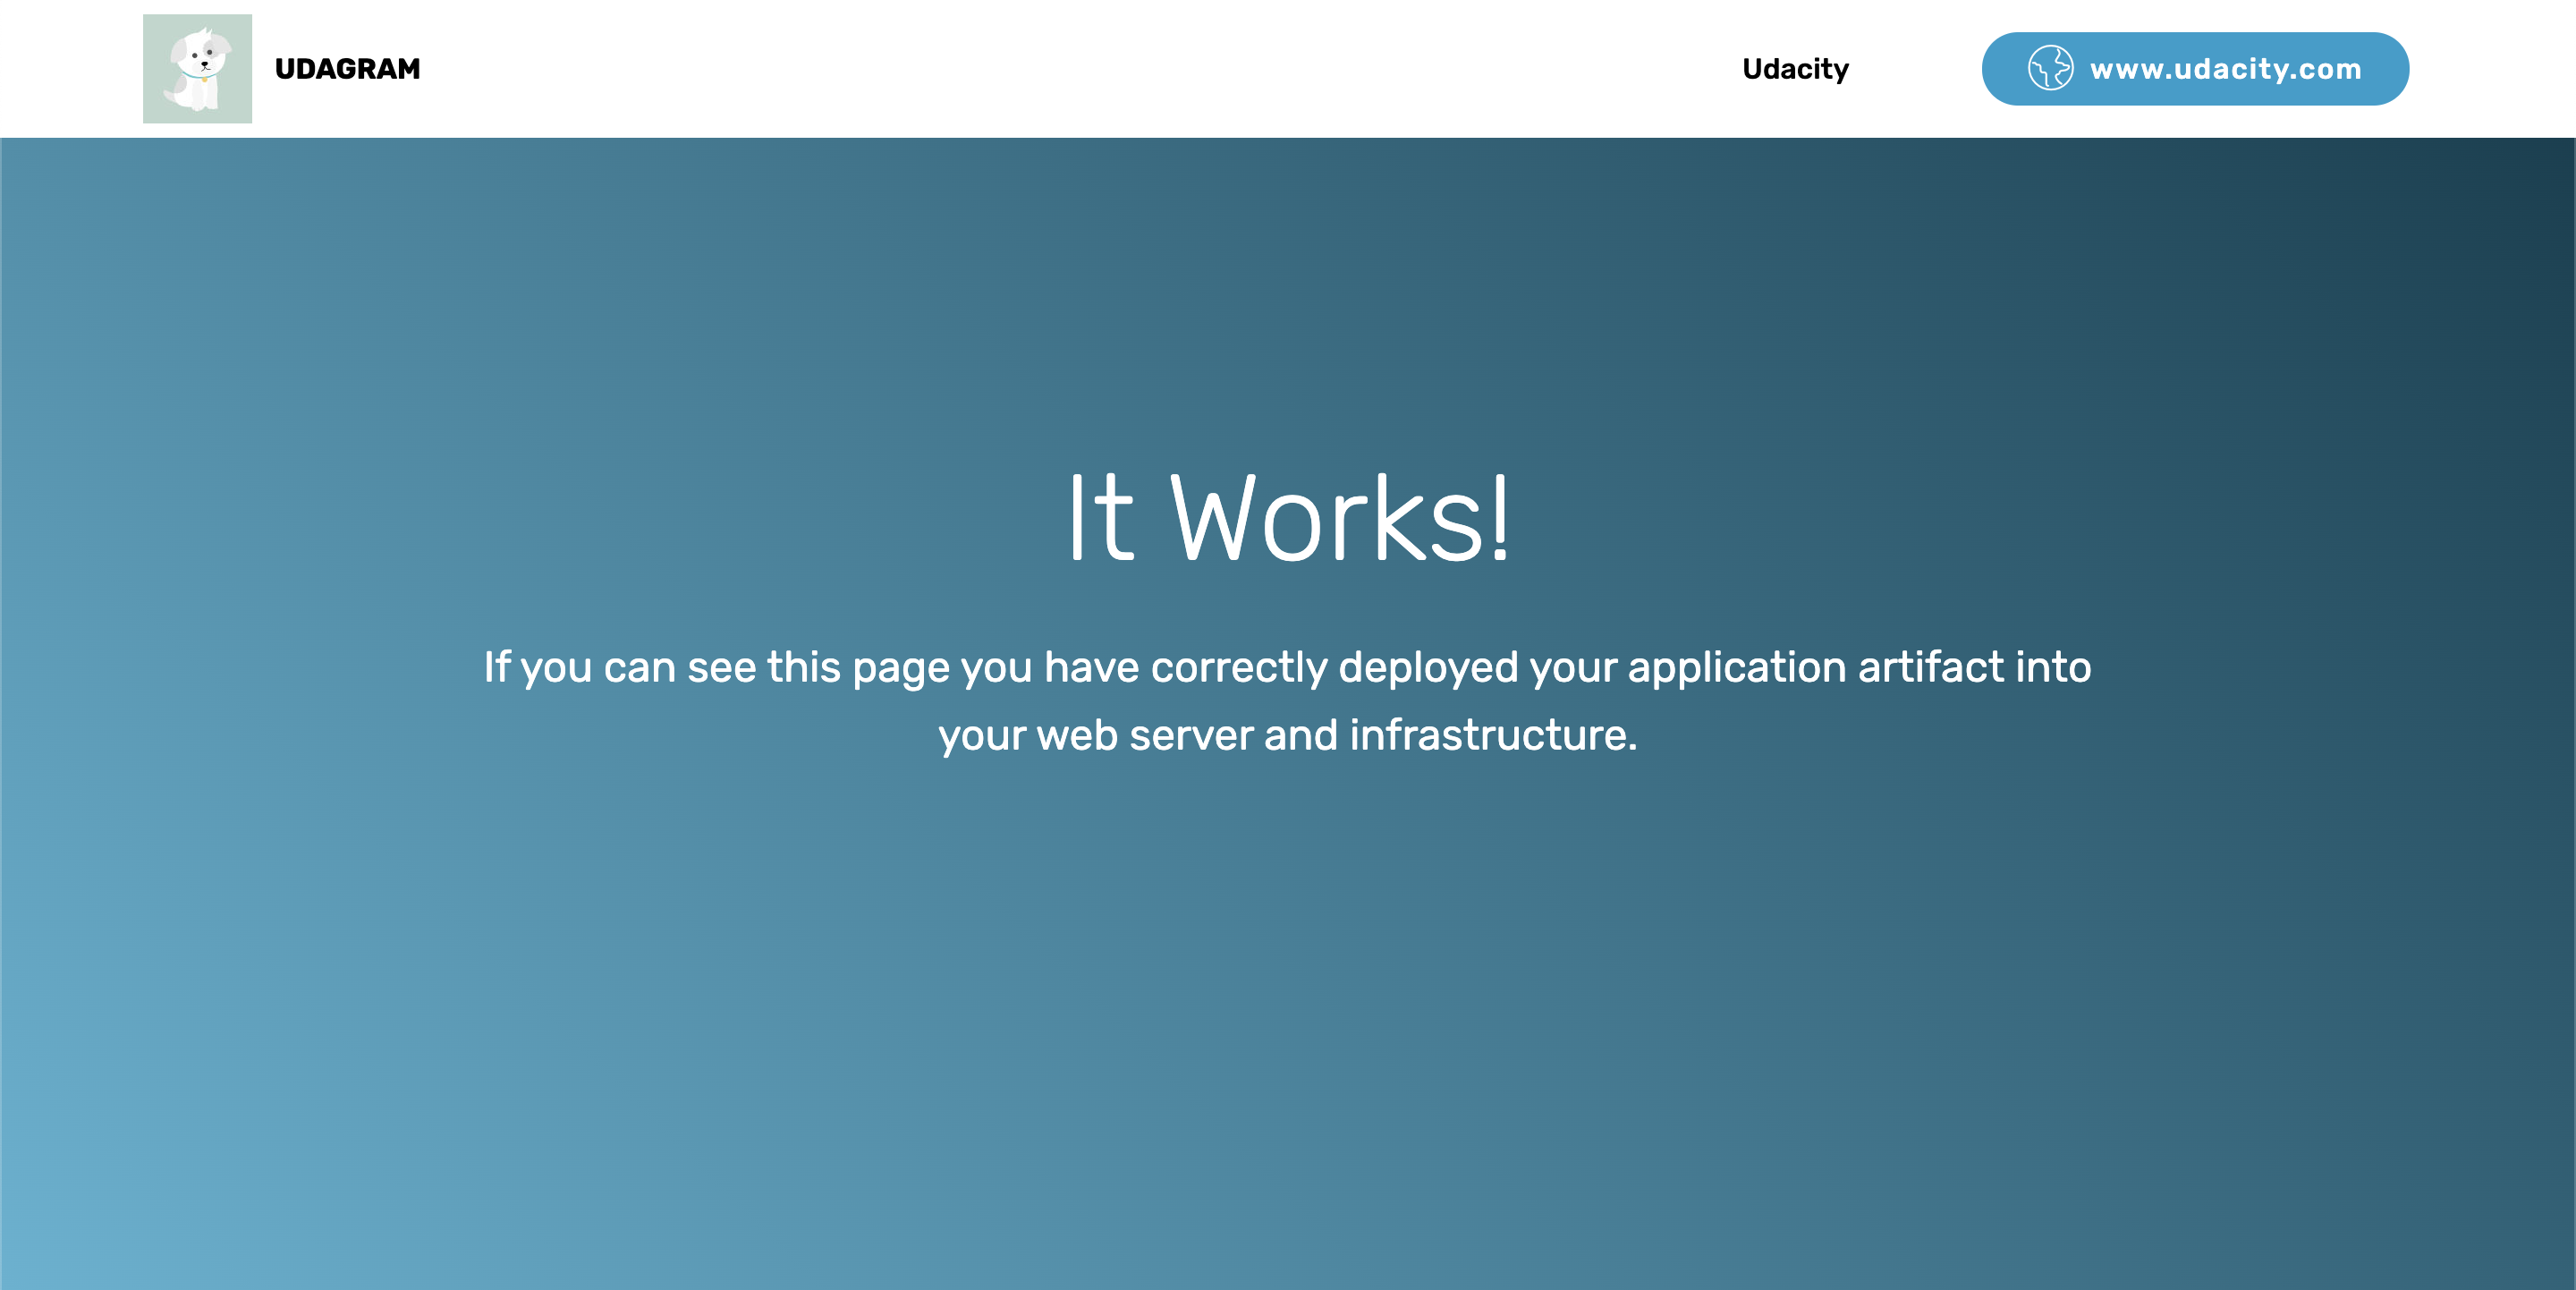 UDAGRAM
Udacity
www.udacity.com
It Works!
If you can see this page you have correctly deployed your application artifact into
your web server and infrastructure.